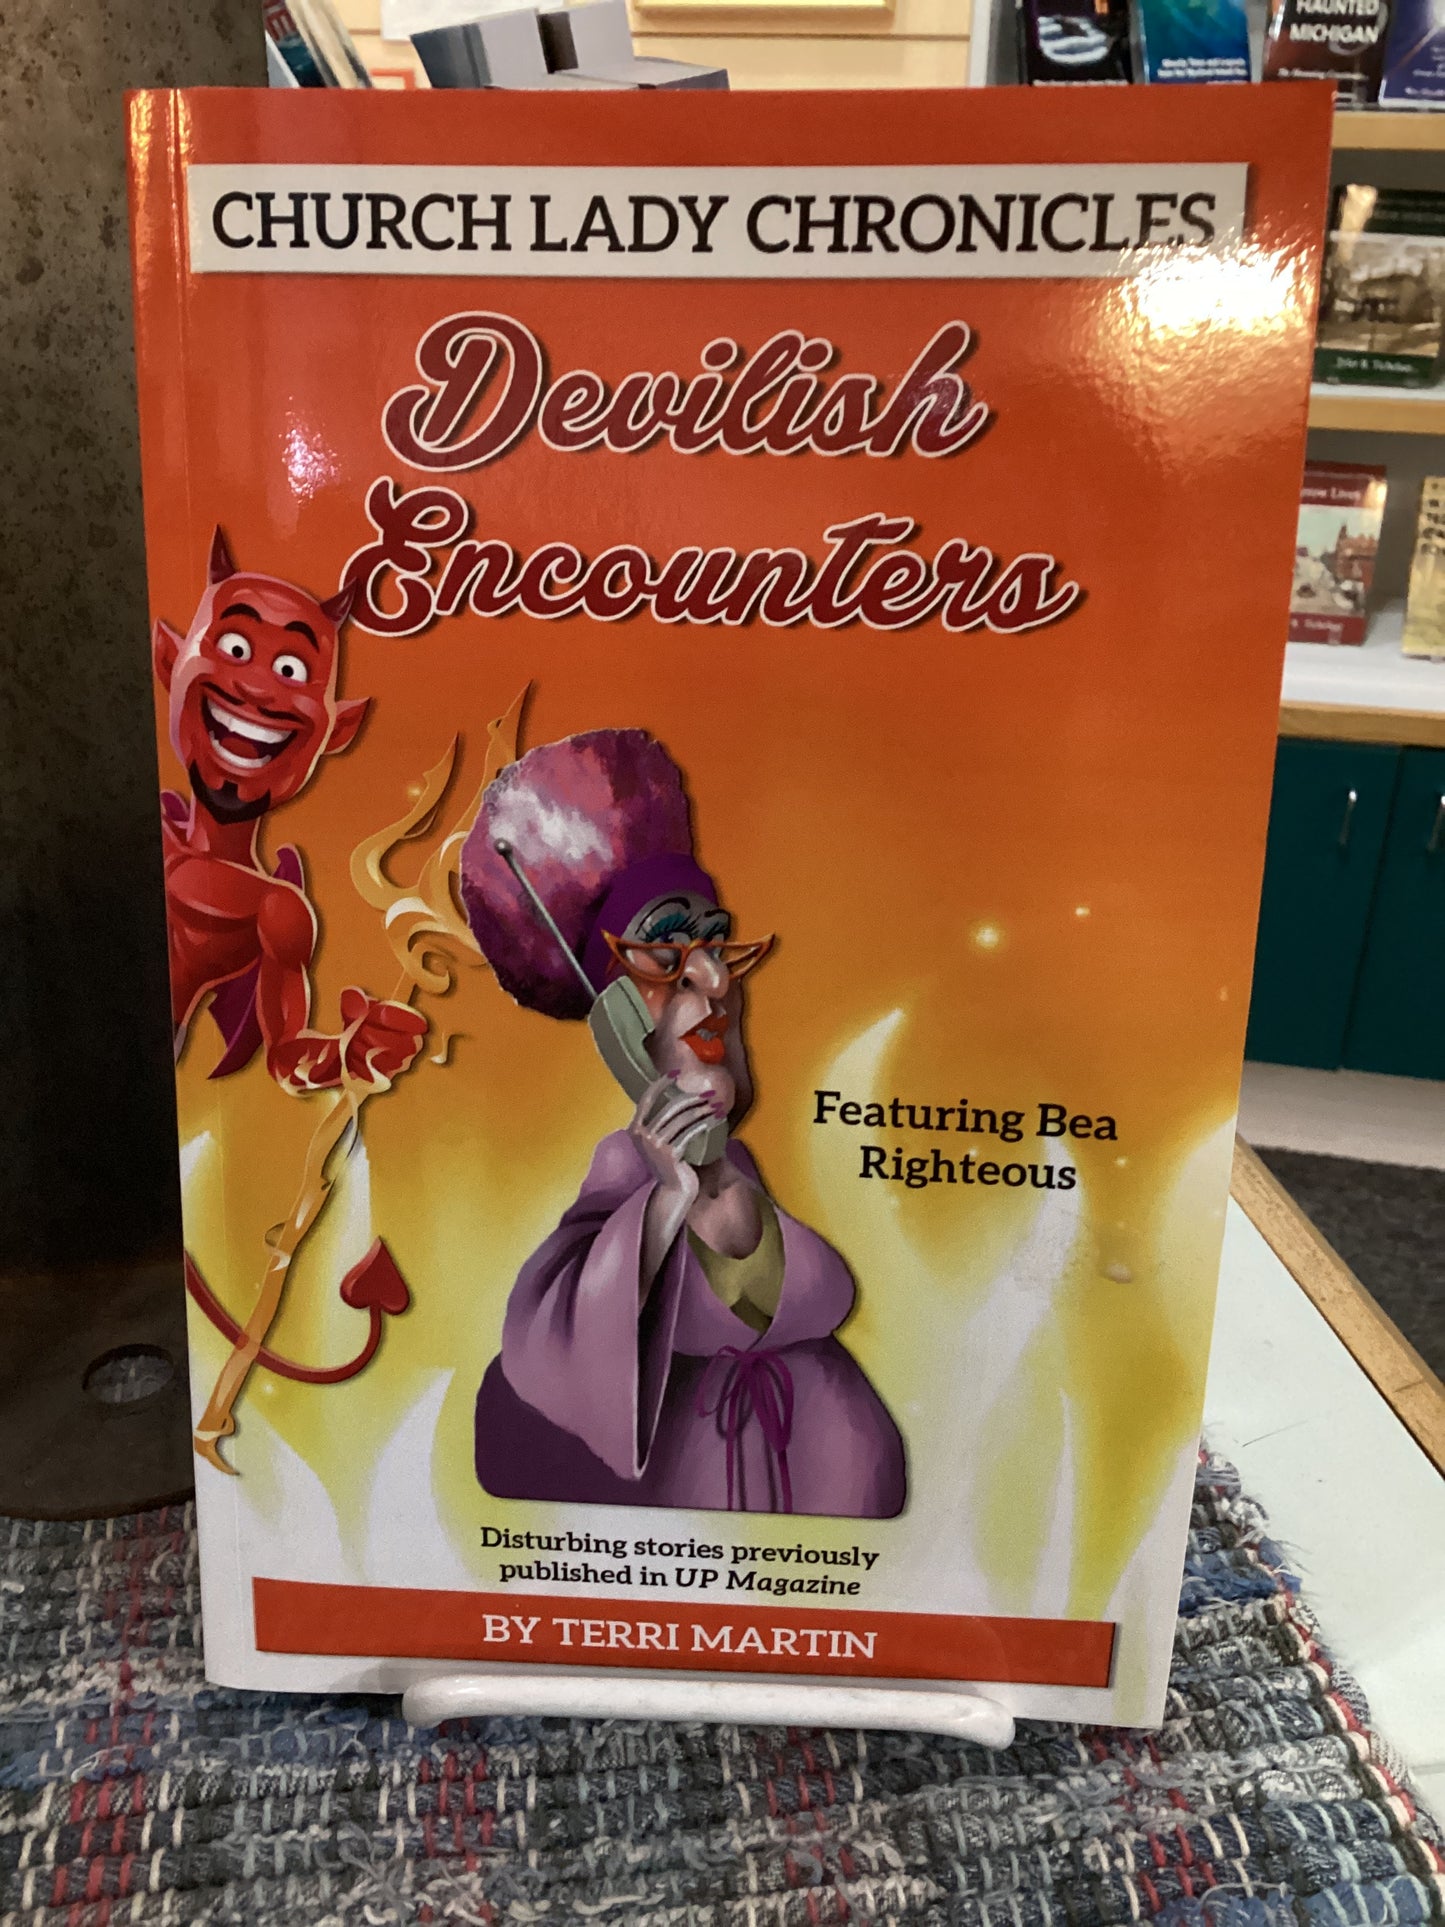 HAUNTED
MICHIGAN
CHURCH LADY CHRONICLES
Devilish
Encounters
Featuring Bea
Righteous
Disturbing stories previously
published in UP Magazine
BY TERRI MARTIN